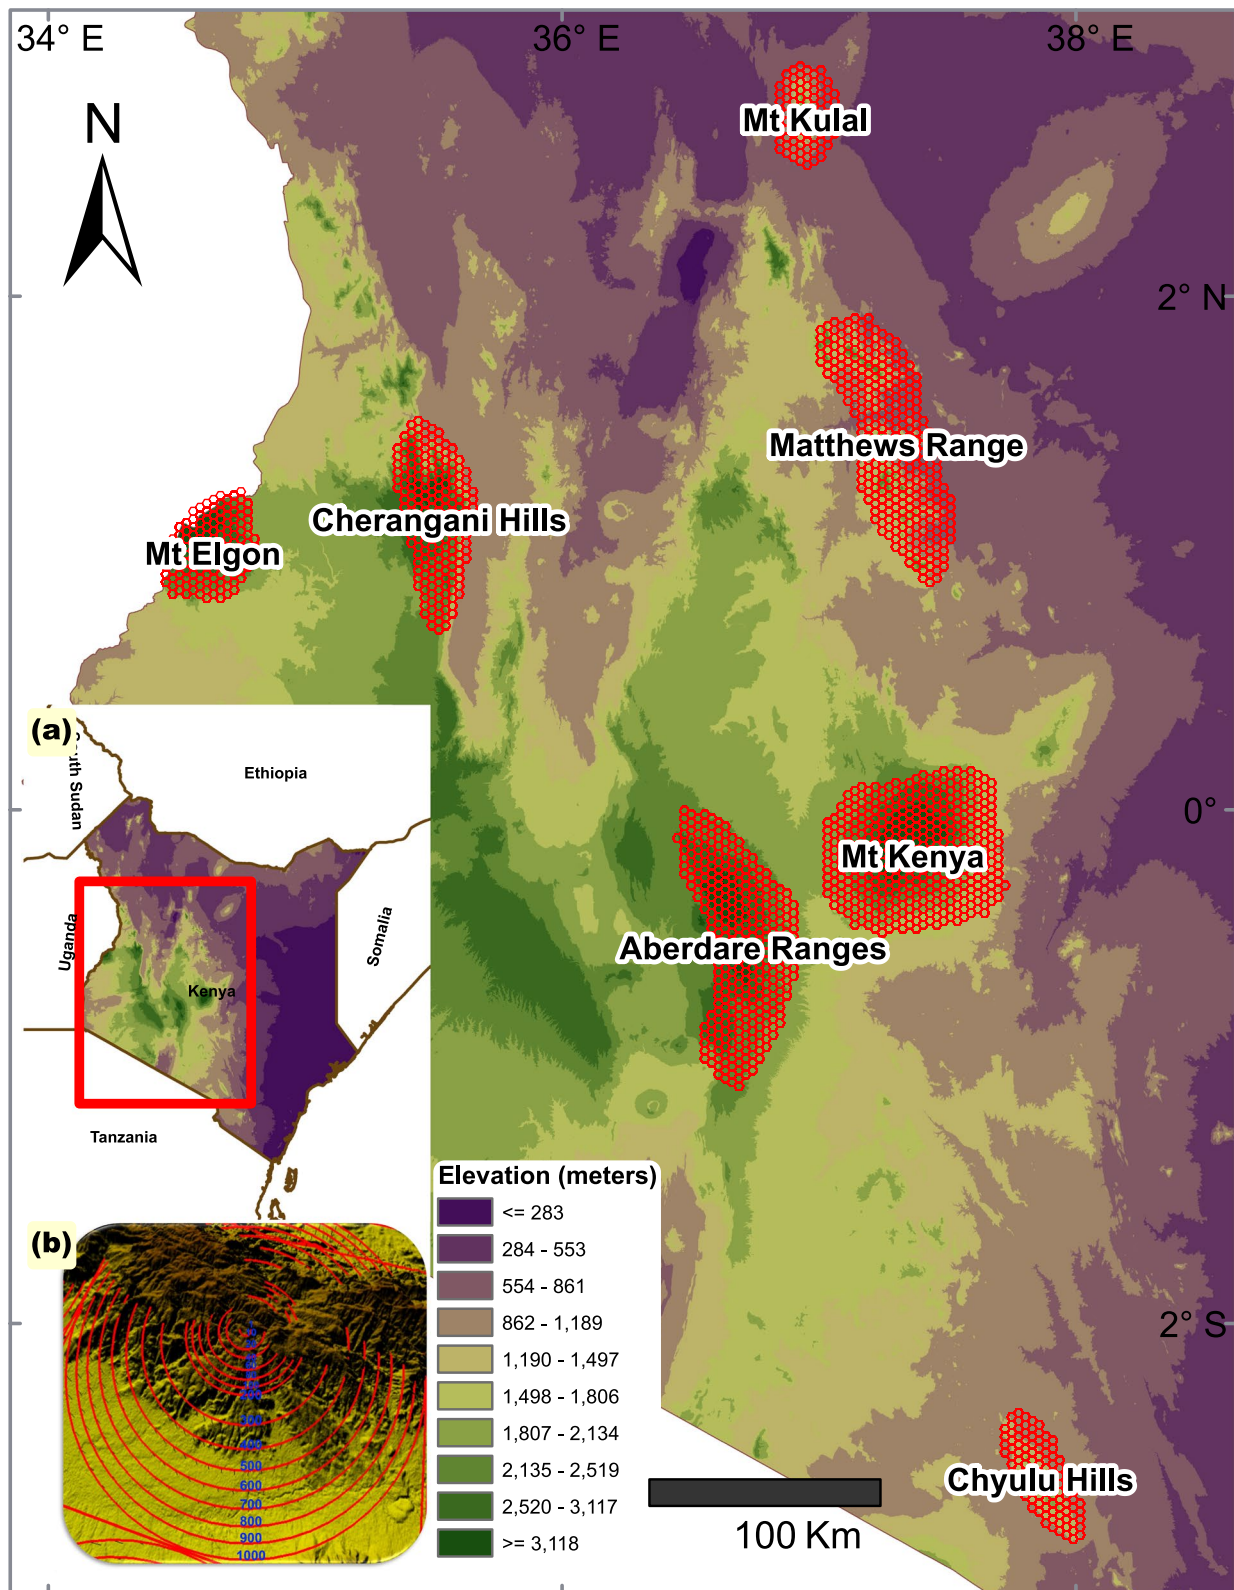 34° E
36° E
38° E
N
Mt Kulal
2° N
Matthews Range
Cherangani Hills
Mt Elgon
0°
Mt Kenya
Aberdare Ranges
2° S
Chyulu Hills
100 Km
(a)
South Sudan
Ethiopia
Uganda
Kenya
Somalia
Tanzania
(b)
300
400
500
600
700
800
900
1000
Elevation (meters)
<= 283
284 - 553
554 - 861
862 - 1,189
1,190 - 1,497
1,498 - 1,806
1,807 - 2,134
2,135 - 2,519
2,520 - 3,117
>= 3,118